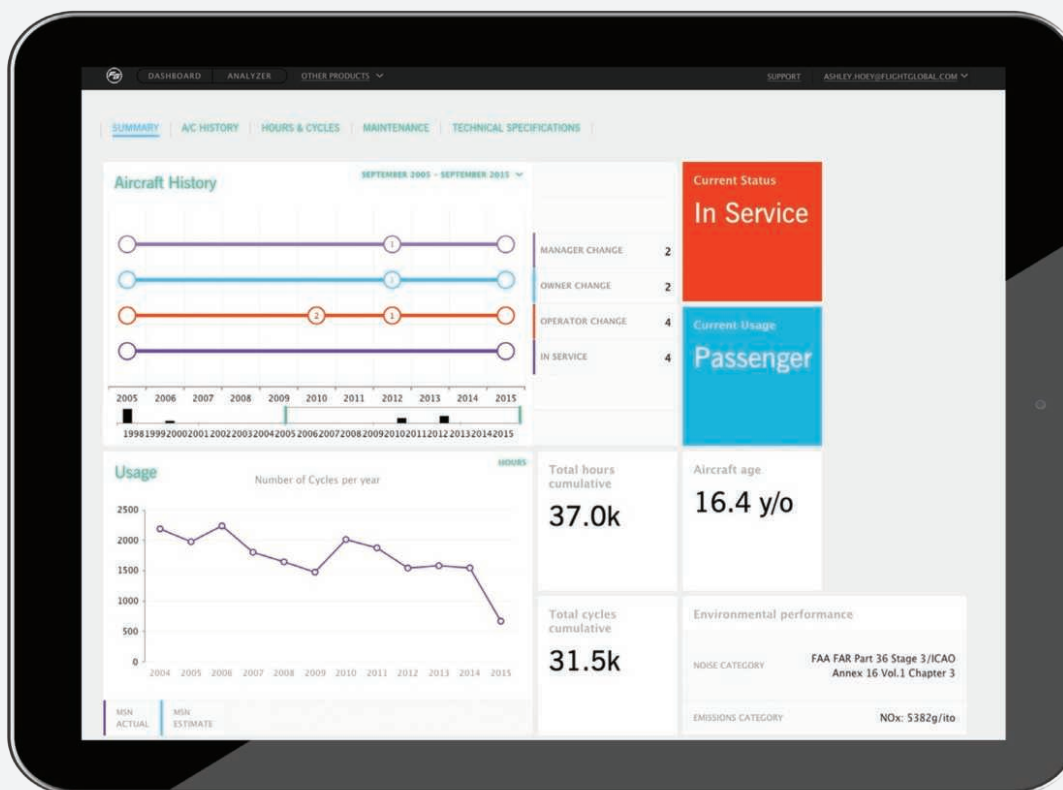 DASHBOARD
ANALYZER
OTHER PRODUCTS
SUPPORT
ASHLEY.HOEY@FLIGHTGLOBAL.COM
SUMMARY
A/C HISTORY
HOURS & CYCLES
MAINTENANCE
TECHNICAL SPECIFICATIONS
Aircraft History
SEPTEMBER 2005 - SEPTEMBER 2015
1
2
1
MANAGER CHANGE 2
OWNER CHANGE 2
OPERATOR CHANGE 4
IN SERVICE 4
2005 2006 2007 2008 2009 2010 2011 2012 2013 2014 2015
1998 1999 2000 2001 2002 2003 2004 2005 2006 2007 2008 2009 2010 2011 2012 2013 2014 2015
Current Status
In Service
Current Usage
Passenger
Usage
HOURS
Number of Cycles per year
2500
2000
1500
1000
500
0
2004 2005 2006 2007 2008 2009 2010 2011 2012 2013 2014 2015
MSN
ACTUAL
MSN
ESTIMATE
Total hours
cumulative
37.0k
Aircraft age
16.4 y/o
Total cycles
cumulative
31.5k
Environmental performance
NOISE CATEGORY
FAA FAR Part 36 Stage 3/ICAO
Annex 16 Vol.1 Chapter 3
EMISSIONS CATEGORY
NOx: 5382g/ito